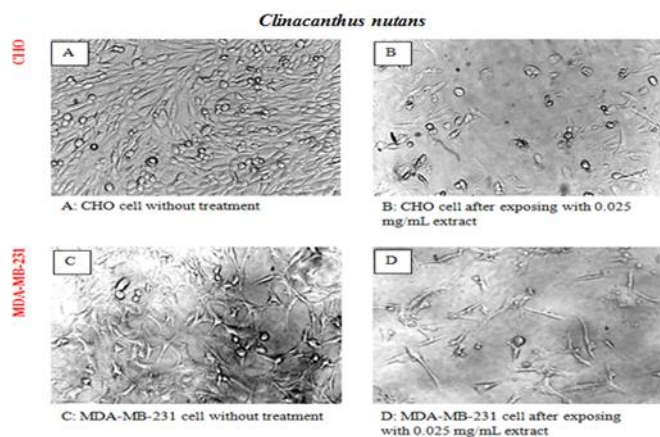 Clinacanthus nutans
CHO
A
B
A: CHO cell without treatment
B: CHO cell after exposing with 0.025
mg/mL extract
MDA-MB-231
C
D
C: MDA-MB-231 cell without treatment
D: MDA-MB-231 cell after exposing
with 0.025 mg/mL extract